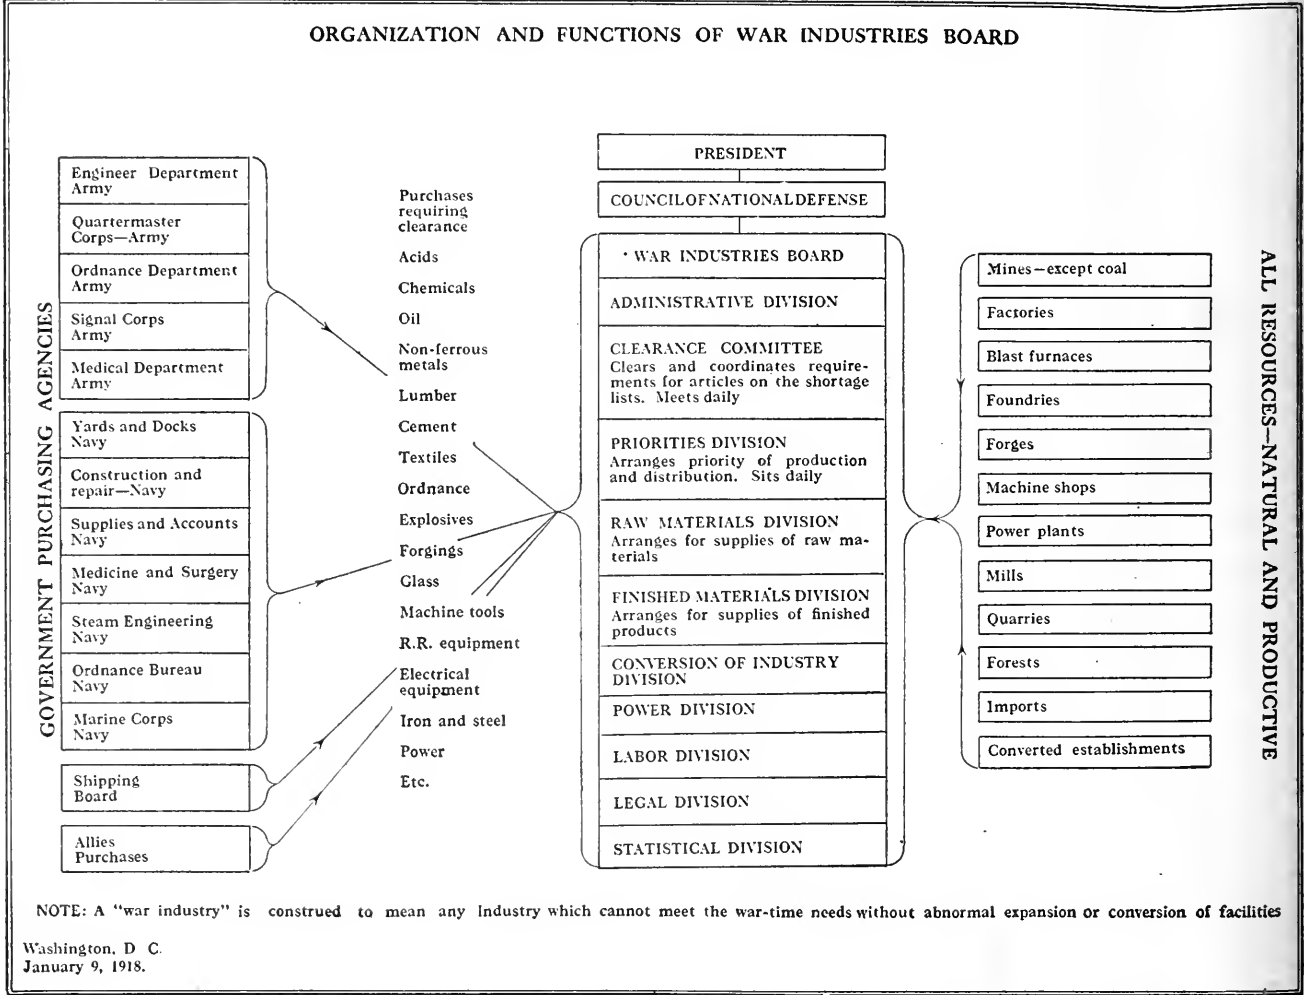 ORGANIZATION AND FUNCTIONS OF WAR INDUSTRIES BOARD
GOVERNMENT PURCHASING AGENCIES
Engineer Department
Army
Quartermaster
Corps—Army
Ordnance Department
Army
Signal Corps
Army
Medical Department
Army
Yards and Docks
Navy
Construction and
repair—Navy
Supplies and Accounts
Navy
Medicine and Surgery
Navy
Steam Engineering
Navy
Ordnance Bureau
Navy
Marine Corps
Navy
Shipping
Board
Allies
Purchases
Purchases
requiring
clearance
Acids
Chemicals
Oil
Non-ferrous
metals
Lumber
Cement
Textiles
Ordnance
Explosives
Forgings
Glass
Machine tools
R.R. equipment
Electrical
equipment
Iron and steel
Power
Etc.
PRESIDENT
COUNCIL OF NATIONAL DEFENSE
WAR INDUSTRIES BOARD
ADMINISTRATIVE DIVISION
CLEARANCE COMMITTEE
Clears and coordinates require-
ments for articles on the shortage
lists. Meets daily
PRIORITIES DIVISION
Arranges priority of production
and distribution. Sits daily
RAW MATERIALS DIVISION
Arranges for supplies of raw ma-
terials
FINISHED MATERIALS DIVISION
Arranges for supplies of finished
products
CONVERSION OF INDUSTRY
DIVISION
POWER DIVISION
LABOR DIVISION
LEGAL DIVISION
STATISTICAL DIVISION
Mines—except coal
Factories
Blast furnaces
Foundries
Forges
Machine shops
Power plants
Mills
Quarries
Forests
Imports
Converted establishments
ALL RESOURCES—NATURAL AND PRODUCTIVE
NOTE: A "war industry" is construed to mean any Industry which cannot meet the war-time needs without abnormal expansion or conversion of facilities
Washington, D C.
January 9, 1918.